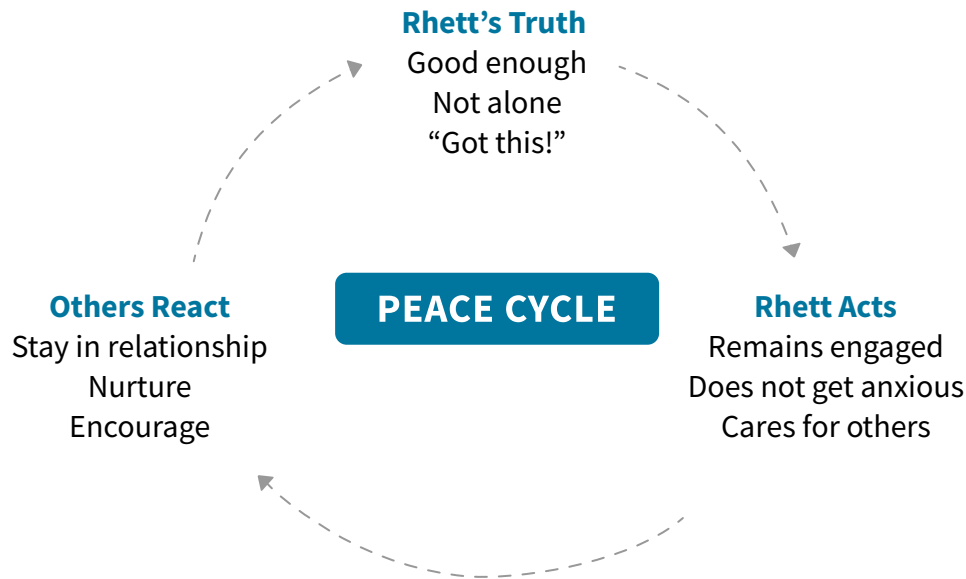 Rhett’s Truth
Good enough
Not alone
“Got this!”
PEACE CYCLE
Rhett Acts
Remains engaged
Does not get anxious
Cares for others
Others React
Stay in relationship
Nurture
Encourage